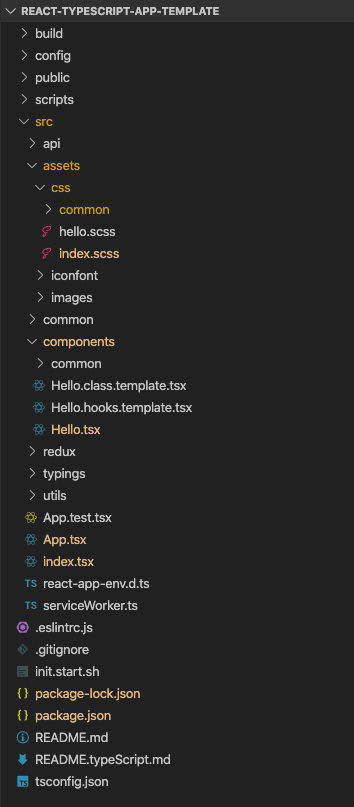 REACT-TYPESCRIPT-APP-TEMPLATE
build
config
public
scripts
src
api
assets
css
common
hello.scss
index.scss
iconfont
images
common
components
common
Hello.class.template.tsx
Hello.hooks.template.tsx
Hello.tsx
redux
typings
utils
App.test.tsx
App.tsx
index.tsx
TS react-app-env.d.ts
TS serviceWorker.ts
.eslintrc.js
.gitignore
init.start.sh
{} package-lock.json
{} package.json
README.md
README.typeScript.md
TS tsconfig.json